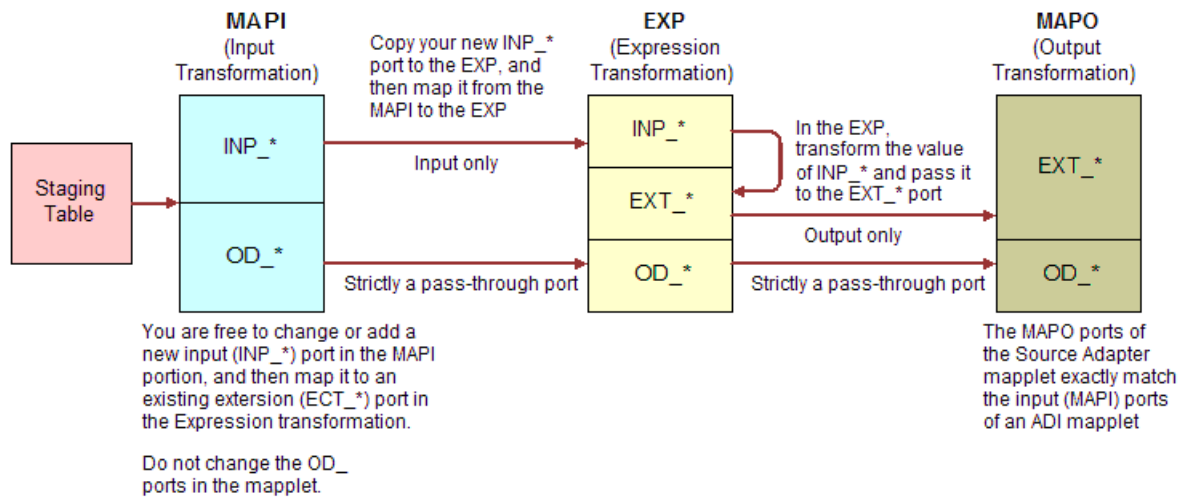 MAPI
(Input
Transformation)
Copy your new INP_*
port to the EXP, and
then map it from the
MAPI to the EXP
EXP
(Expression
Transformation)
MAPO
(Output
Transformation)
Staging
Table
INP_*
OD_*
Input only
Strictly a pass-through port
INP_*
EXT_*
OD_*
In the EXP,
transform the value
of INP_* and pass it
to the EXT_* port
Output only
Strictly a pass-through port
EXT_*
OD_*
You are free to change or add a
new input (INP_*) port in the MAPI
portion, and then map it to an
existing extersion (ECT_*) port in
the Expression transformation.
Do not change the OD_
ports in the mapplet.
The MAPO ports of
the Source Adapter
mapplet exactly match
the input (MAPI) ports
of an ADI mapplet